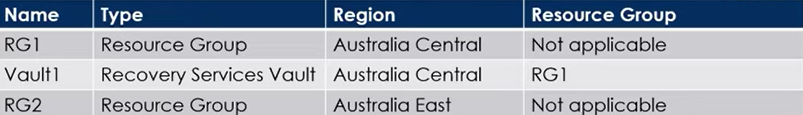 Name Type Region Resource Group
RG1 Resource Group Australia Central Not applicable
Vault1 Recovery Services Vault Australia Central RG1
RG2 Resource Group Australia East Not applicable